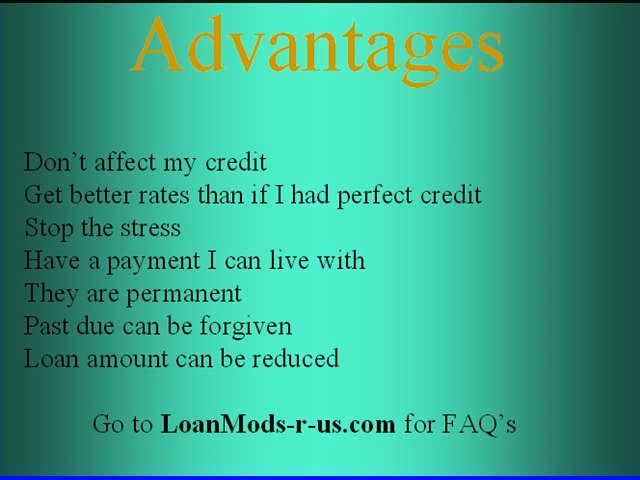 Advantages
Don't affect my credit
Get better rates than if I had perfect credit
Stop the stress
Have a payment I can live with
They are permanent
Past due can be forgiven
Loan amount can be reduced
Go to LoanMods-r-us.com for FAQ's